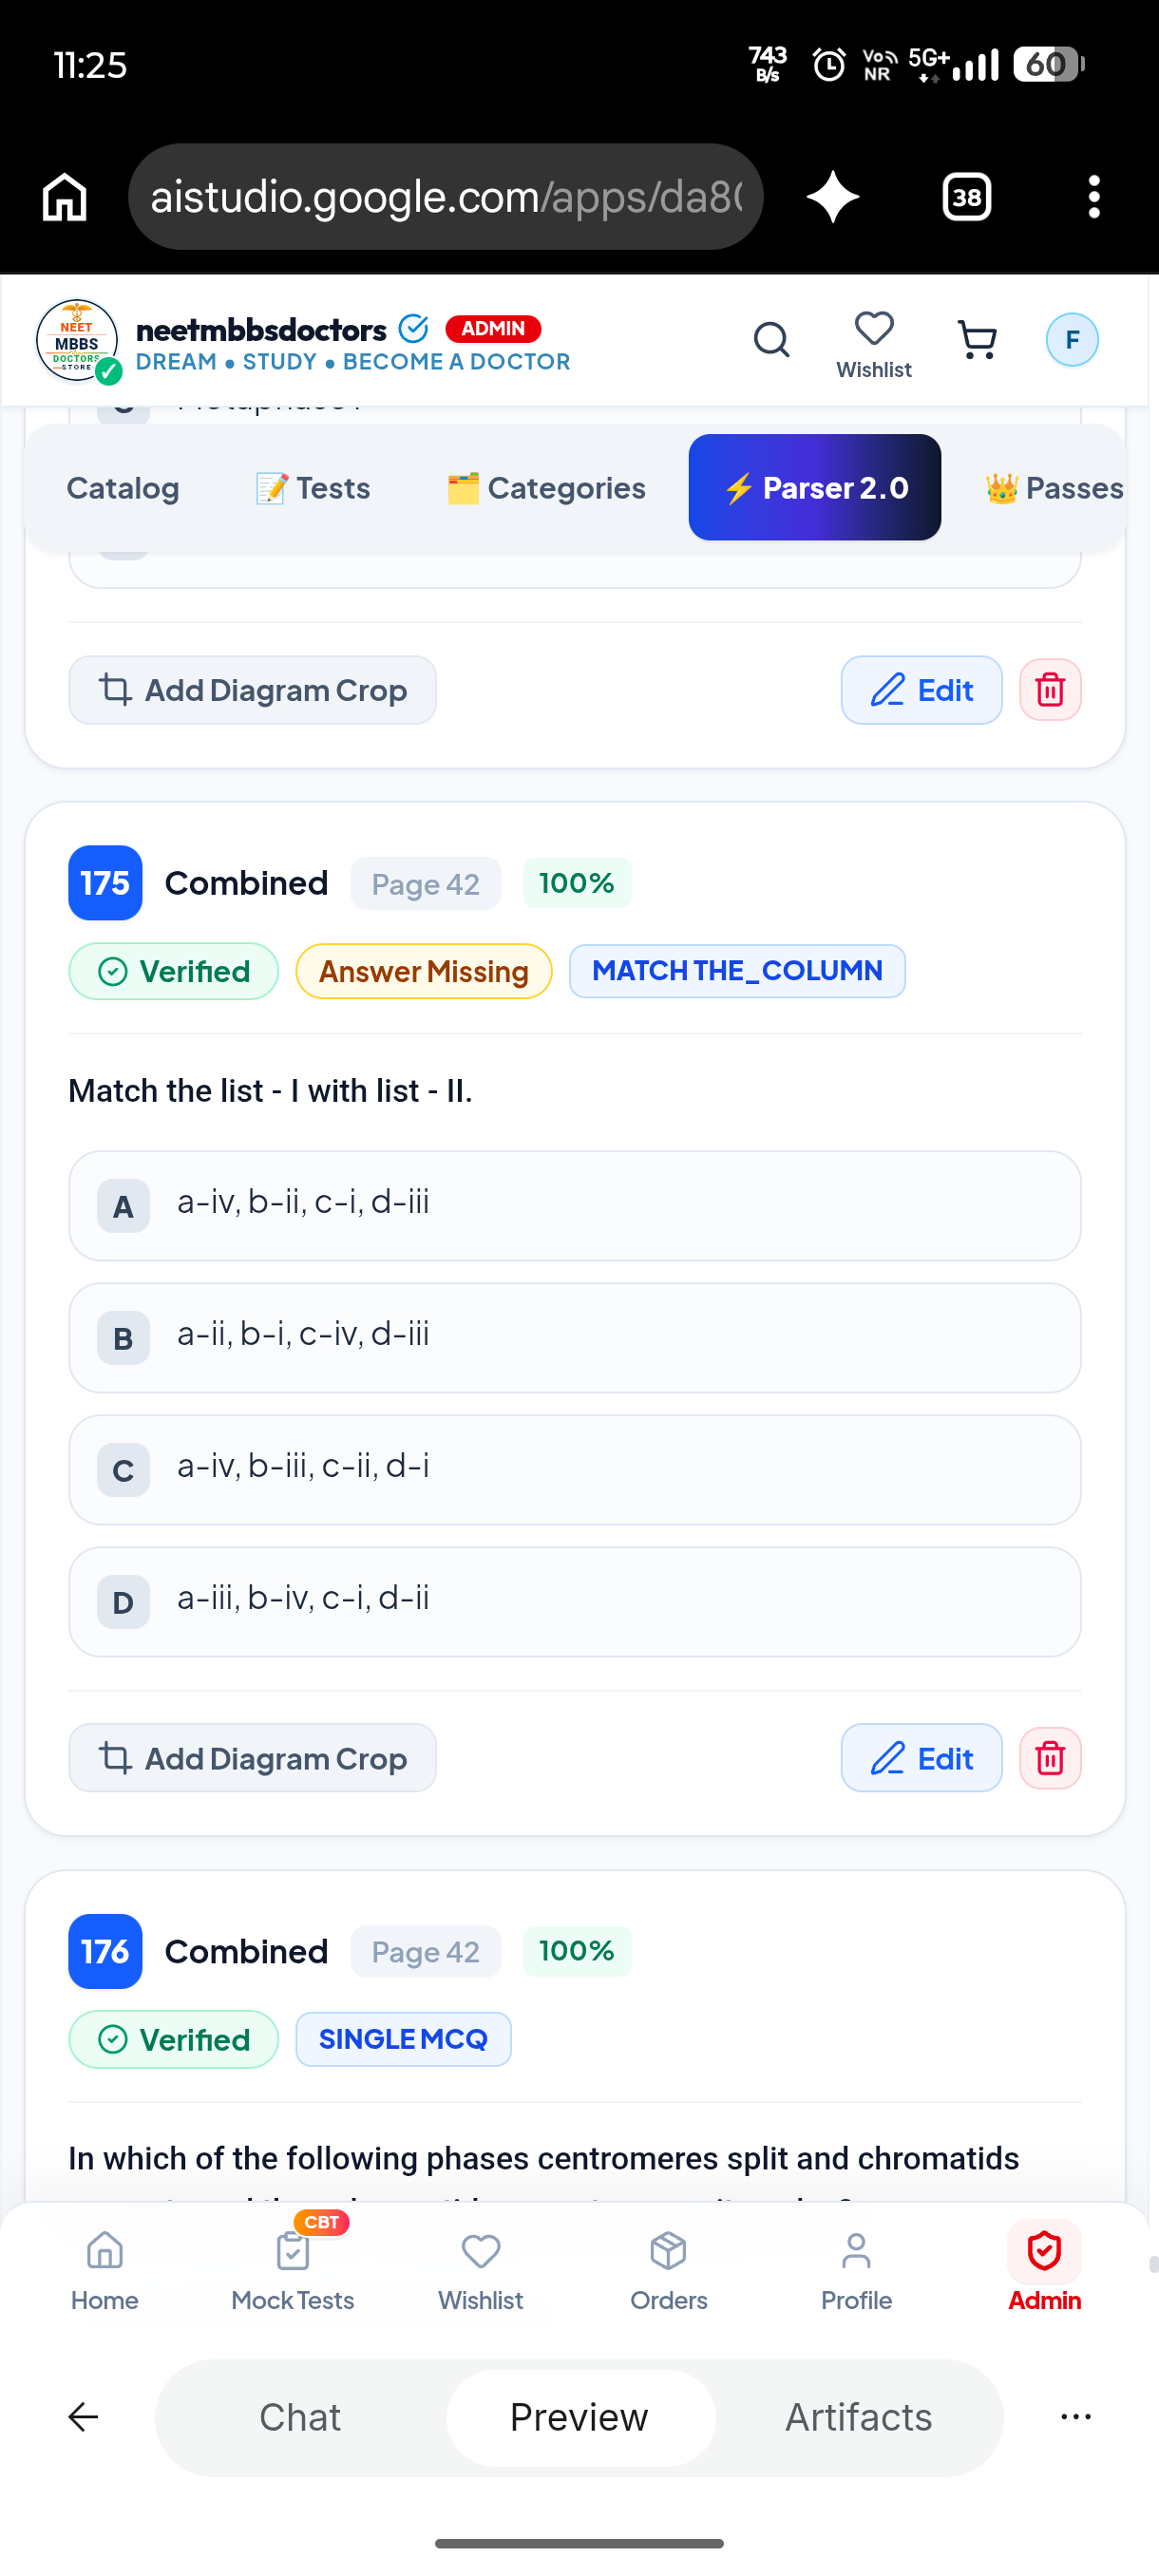 11:25
743
B/s
Vo
NR
5G+
60
aistudio.google.com/apps/da8
38
NEET
MBBS
DOCTORS
STORE
neetmbbsdoctors
ADMIN
DREAM • STUDY • BECOME A DOCTOR
Wishlist
F
Catalog
Tests
Categories
Parser 2.0
Passes
Add Diagram Crop
Edit
175
Combined
Page 42
100%
Verified
Answer Missing
MATCH THE_COLUMN
Match the list - I with list - II.
A
a-iv, b-ii, c-i, d-iii
B
a-ii, b-i, c-iv, d-iii
C
a-iv, b-iii, c-ii, d-i
D
a-iii, b-iv, c-i, d-ii
Add Diagram Crop
Edit
176
Combined
Page 42
100%
Verified
SINGLE MCQ
In which of the following phases centromeres split and chromatids
CBT
Home
Mock Tests
Wishlist
Orders
Profile
Admin
Chat
Preview
Artifacts